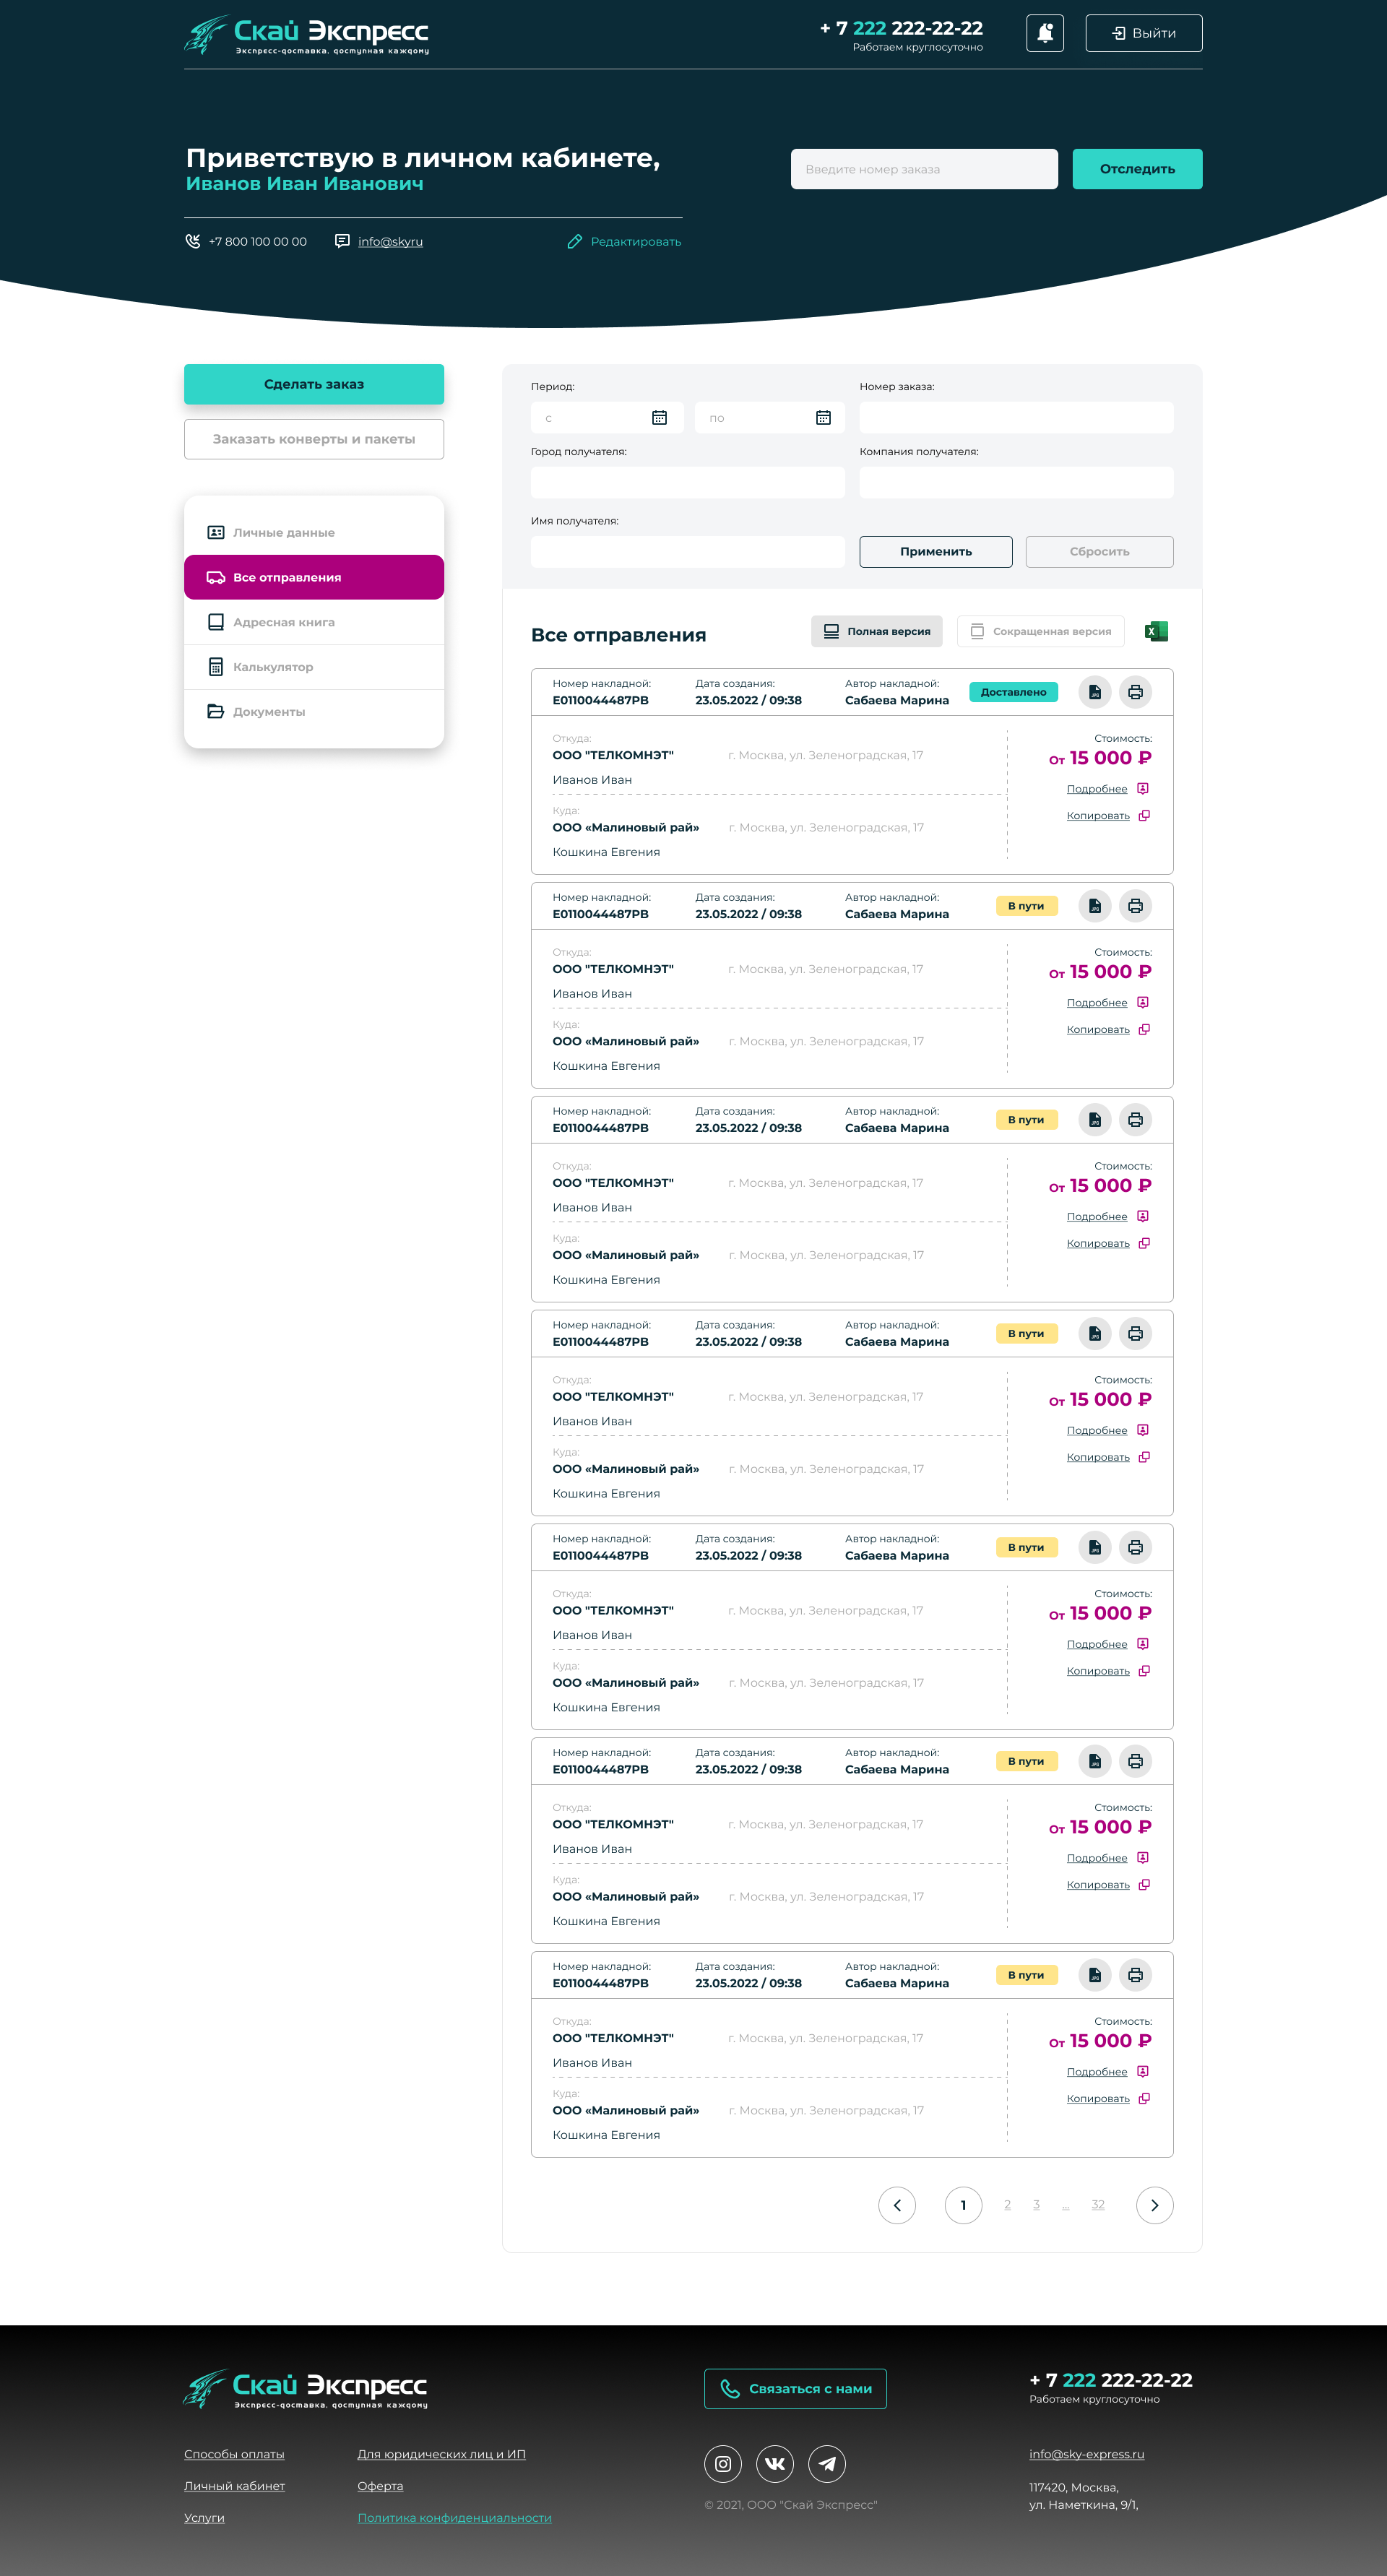 Скай Экспресс
Экспресс-доставка, доступная каждому
+ 7 222 222-22-22
Работаем круглосуточно
Выйти
Приветствую в личном кабинете,
Иванов Иван Иванович
Введите номер заказа
Отследить
+7 800 100 00 00
info@skyru
Редактировать
Сделать заказ
Заказать конверты и пакеты
Личные данные
Все отправления
Адресная книга
Калькулятор
Документы
Период:
Номер заказа:
с
по
Город получателя:
Компания получателя:
Имя получателя:
Применить
Сбросить
Все отправления
Полная версия
Сокращенная версия
X
Номер накладной: Дата создания: Автор накладной:
E0110044487PB 23.05.2022 / 09:38 Сабаева Марина
Доставлено
Откуда:
ООО "ТЕЛКОМНЭТ" г. Москва, ул. Зеленоградская, 17
Иванов Иван
Куда:
ООО «Малиновый рай» г. Москва, ул. Зеленоградская, 17
Кошкина Евгения
Стоимость:
От 15 000 ₽
Подробнее
Копировать
Номер накладной: Дата создания: Автор накладной:
E0110044487PB 23.05.2022 / 09:38 Сабаева Марина
В пути
Откуда:
ООО "ТЕЛКОМНЭТ" г. Москва, ул. Зеленоградская, 17
Иванов Иван
Куда:
ООО «Малиновый рай» г. Москва, ул. Зеленоградская, 17
Кошкина Евгения
Стоимость:
От 15 000 ₽
Подробнее
Копировать
Номер накладной: Дата создания: Автор накладной:
E0110044487PB 23.05.2022 / 09:38 Сабаева Марина
В пути
Откуда:
ООО "ТЕЛКОМНЭТ" г. Москва, ул. Зеленоградская, 17
Иванов Иван
Куда:
ООО «Малиновый рай» г. Москва, ул. Зеленоградская, 17
Кошкина Евгения
Стоимость:
От 15 000 ₽
Подробнее
Копировать
Номер накладной: Дата создания: Автор накладной:
E0110044487PB 23.05.2022 / 09:38 Сабаева Марина
В пути
Откуда:
ООО "ТЕЛКОМНЭТ" г. Москва, ул. Зеленоградская, 17
Иванов Иван
Куда:
ООО «Малиновый рай» г. Москва, ул. Зеленоградская, 17
Кошкина Евгения
Стоимость:
От 15 000 ₽
Подробнее
Копировать
Номер накладной: Дата создания: Автор накладной:
E0110044487PB 23.05.2022 / 09:38 Сабаева Марина
В пути
Откуда:
ООО "ТЕЛКОМНЭТ" г. Москва, ул. Зеленоградская, 17
Иванов Иван
Куда:
ООО «Малиновый рай» г. Москва, ул. Зеленоградская, 17
Кошкина Евгения
Стоимость:
От 15 000 ₽
Подробнее
Копировать
Номер накладной: Дата создания: Автор накладной:
E0110044487PB 23.05.2022 / 09:38 Сабаева Марина
В пути
Откуда:
ООО "ТЕЛКОМНЭТ" г. Москва, ул. Зеленоградская, 17
Иванов Иван
Куда:
ООО «Малиновый рай» г. Москва, ул. Зеленоградская, 17
Кошкина Евгения
Стоимость:
От 15 000 ₽
Подробнее
Копировать
Номер накладной: Дата создания: Автор накладной:
E0110044487PB 23.05.2022 / 09:38 Сабаева Марина
В пути
Откуда:
ООО "ТЕЛКОМНЭТ" г. Москва, ул. Зеленоградская, 17
Иванов Иван
Куда:
ООО «Малиновый рай» г. Москва, ул. Зеленоградская, 17
Кошкина Евгения
Стоимость:
От 15 000 ₽
Подробнее
Копировать
1 2 3 ... 32
Скай Экспресс
Экспресс-доставка, доступная каждому
Связаться с нами
+ 7 222 222-22-22
Работаем круглосуточно
Способы оплаты
Для юридических лиц и ИП
Личный кабинет
Оферта
Услуги
Политика конфиденциальности
© 2021, ООО "Скай Экспресс"
info@sky-express.ru
117420, Москва,
ул. Наметкина, 9/1,